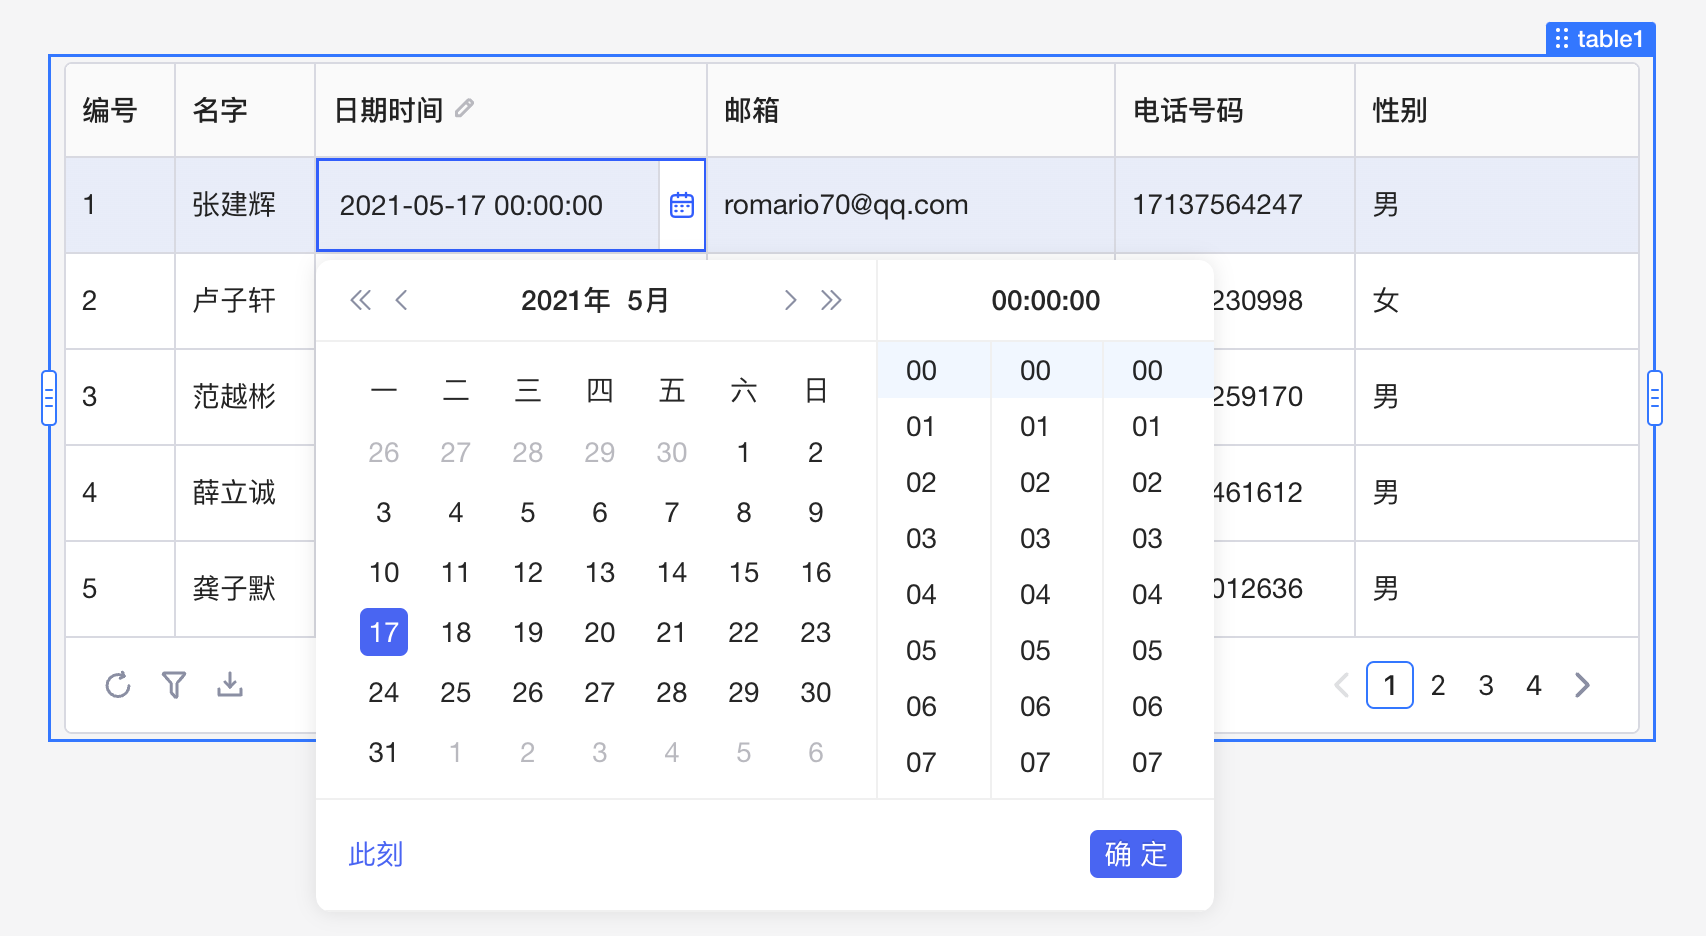 table1
编号 名字 日期时间 邮箱 电话号码 性别
1 张建辉 2021-05-17 00:00:00 romario70@qq.com 17137564247 男
2 卢子轩 230998 女
3 范越彬 259170 男
4 薛立诚 461612 男
5 龚子默 012636 男
1 2 3 4
2021年 5月
一 二 三 四 五 六 日
26 27 28 29 30 1 2
3 4 5 6 7 8 9
10 11 12 13 14 15 16
17 18 19 20 21 22 23
24 25 26 27 28 29 30
31 1 2 3 4 5 6
00:00:00
00 00 00
01 01 01
02 02 02
03 03 03
04 04 04
05 05 05
06 06 06
07 07 07
此刻
确定